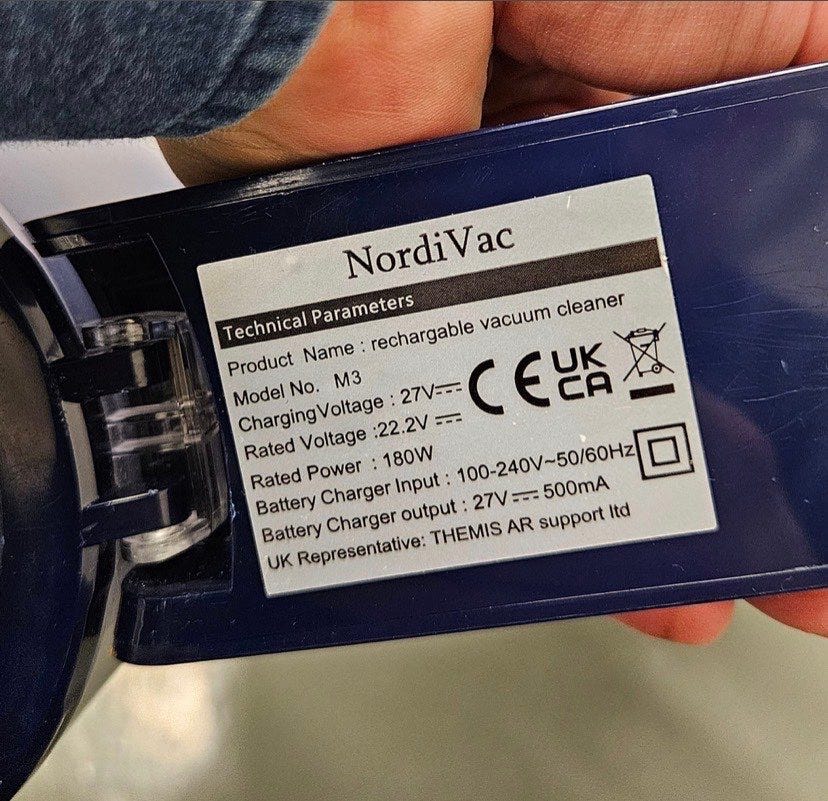 NordiVac
Technical Parameters
Product Name : rechargable vacuum cleaner
Model No. M3
ChargingVoltage : 27V⎓
Rated Voltage :22.2V ⎓
Rated Power : 180W
Battery Charger Input : 100-240V~50/60Hz
Battery Charger output : 27V⎓500mA
UK Representative: THEMIS AR support ltd
CE
UK
CA